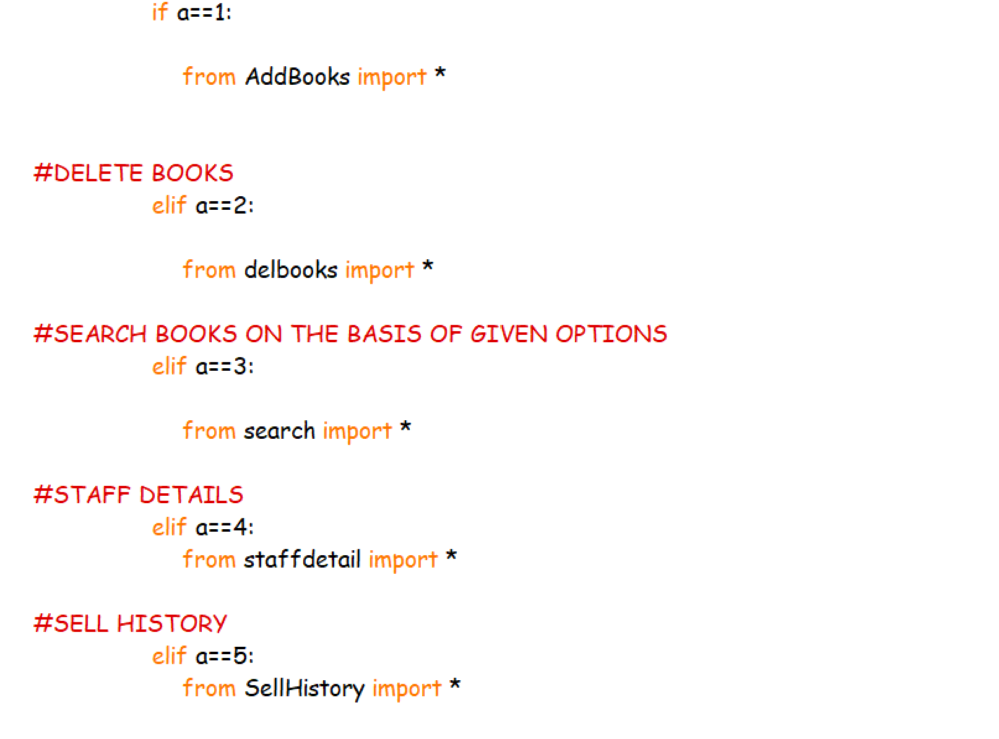 if a==1:
from AddBooks import *
#DELETE BOOKS
elif a==2:
from delbooks import *
#SEARCH BOOKS ON THE BASIS OF GIVEN OPTIONS
elif a==3:
from search import *
#STAFF DETAILS
elif a==4:
from staffdetail import *
#SELL HISTORY
elif a==5:
from SellHistory import *